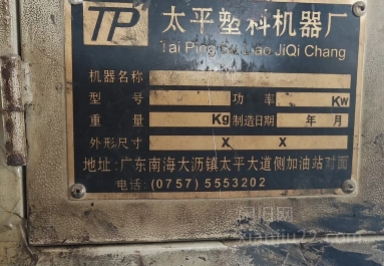 TP 太平塑料机器厂
Tai Ping JiQi Chang
机器名称
型号 功率 Kw
重量 Kg 制造日期 年 月
外形尺寸 X X
地址:广东南海大沥镇太平大道侧加油站对面
电话:(0757) 5553202
xianjiu22.com